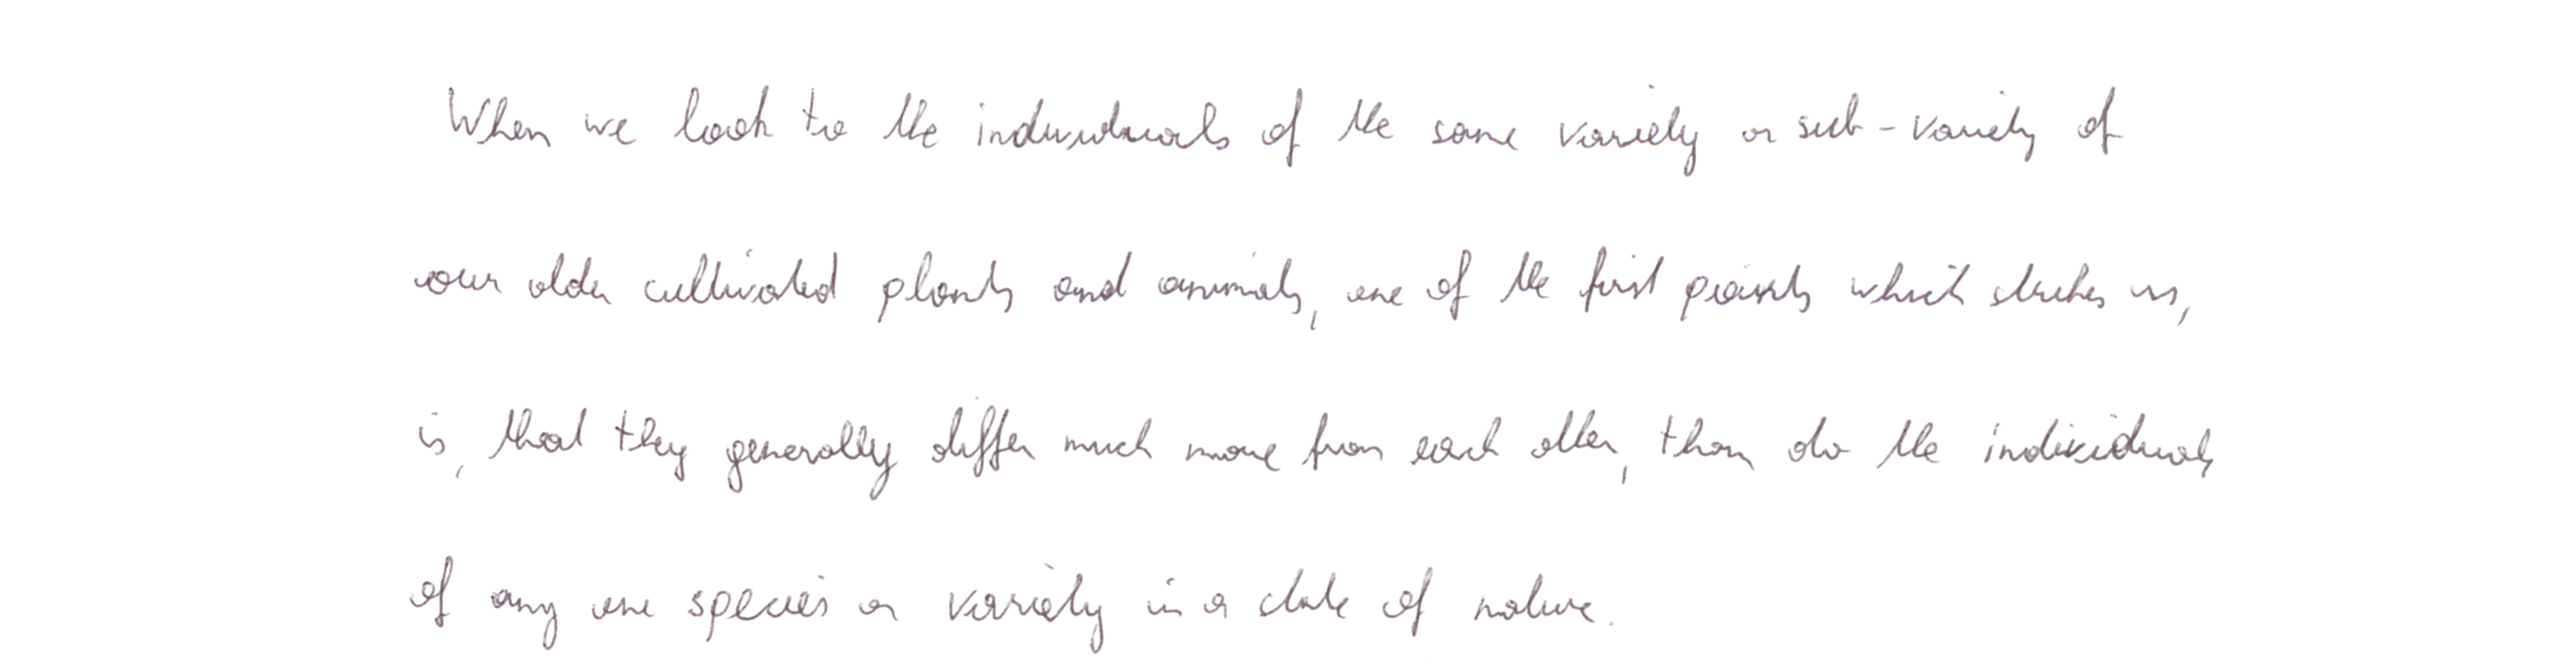 When we look to the individuals of the same variety or sub-variety of
our older cultivated plants and animals, one of the first points which strikes us,
is, that they generally differ much more from each other, than do the individuals
of any one species or variety in a state of nature.